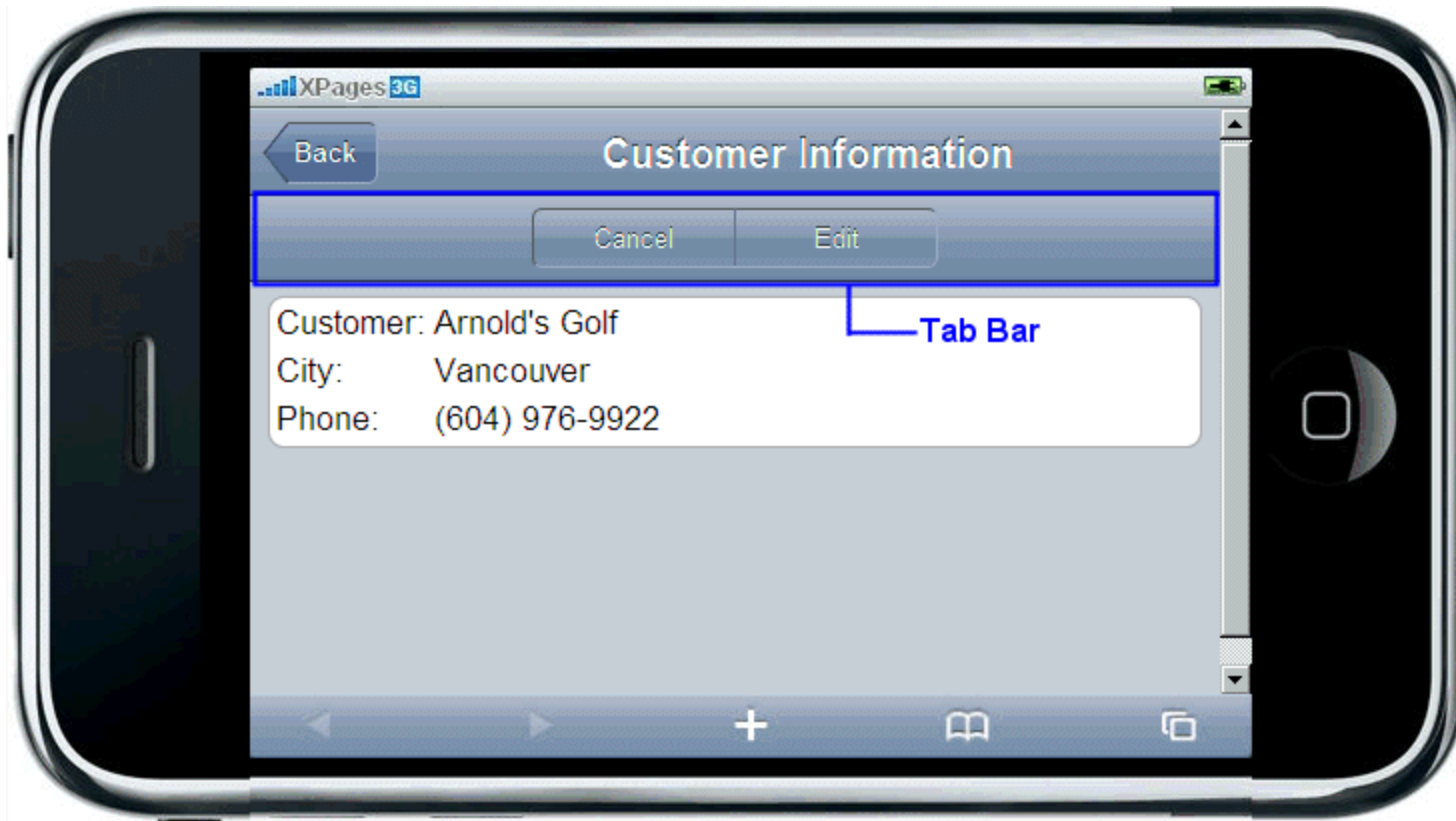 XPages 3G
Back Customer Information
Cancel Edit
Customer: Arnold's Golf
Tab Bar
City: Vancouver
Phone: (604) 976-9922